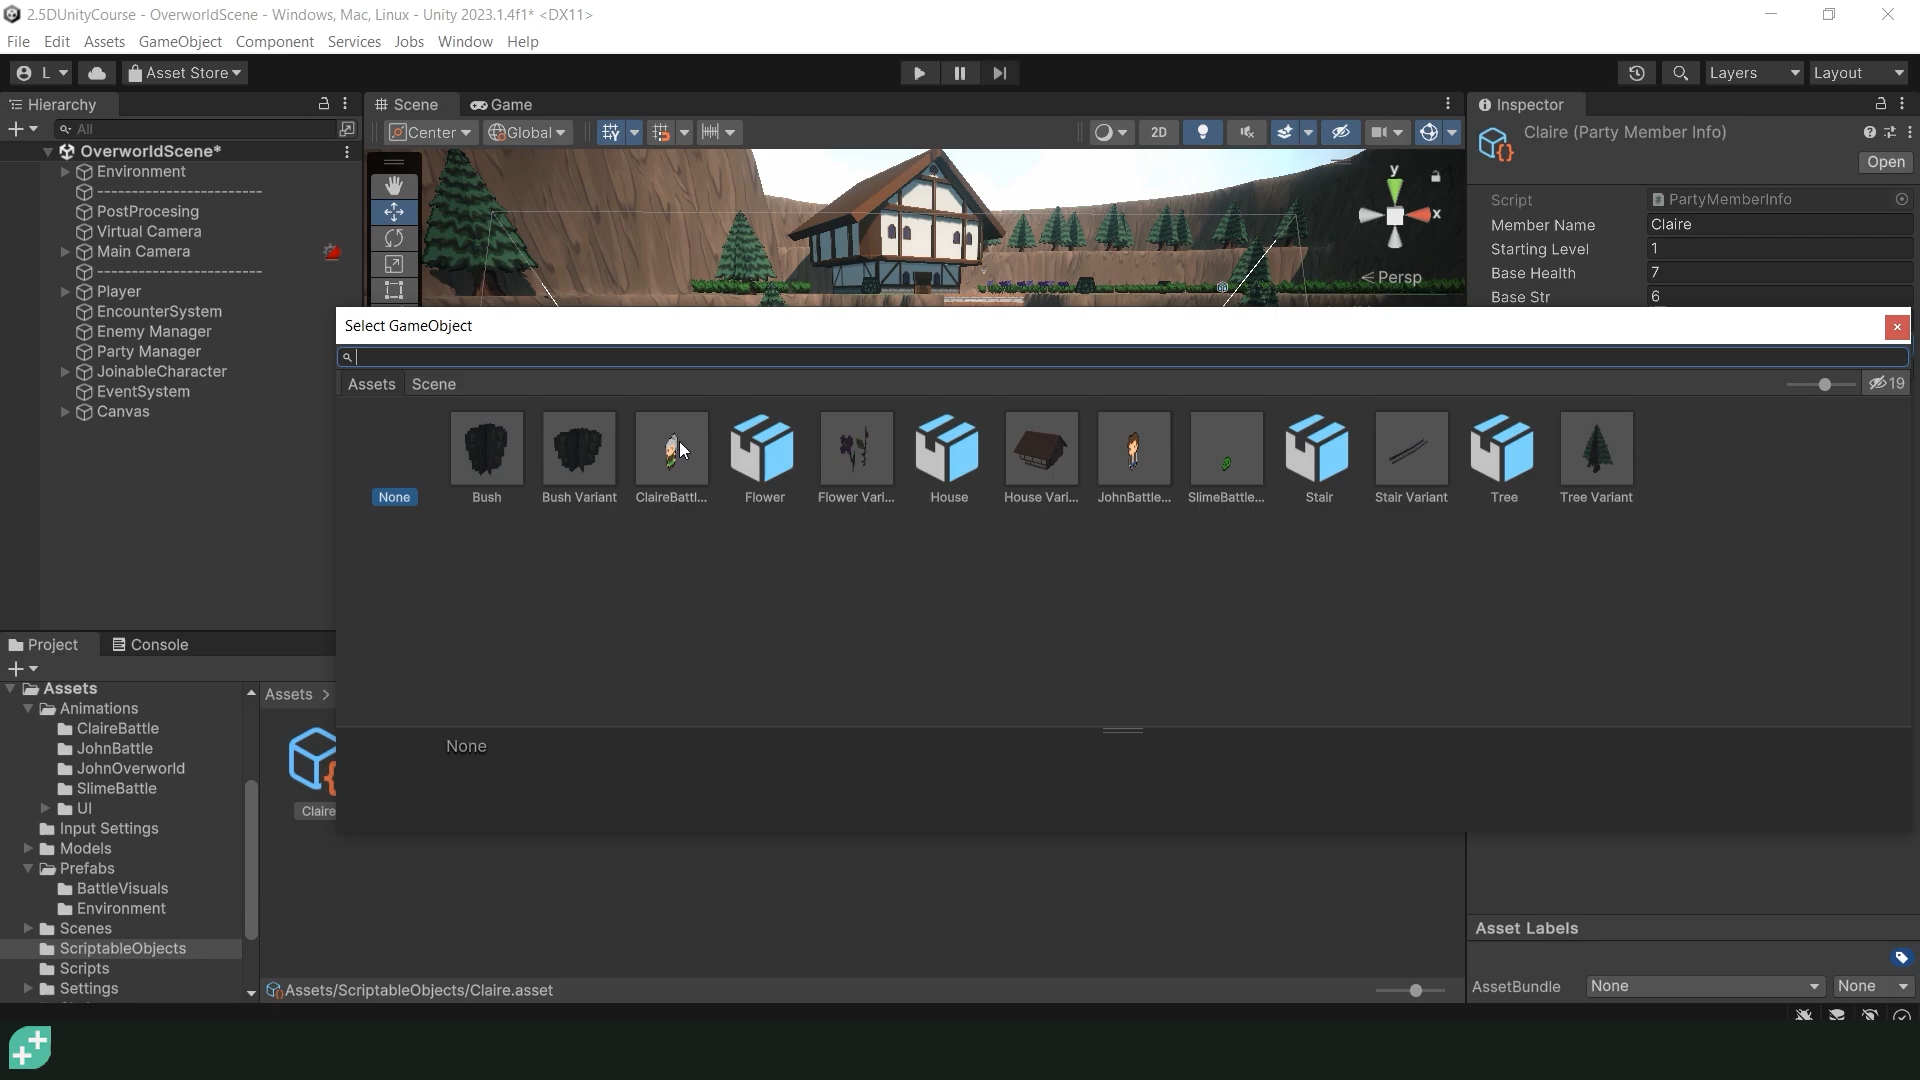 2.5DUnityCourse - OverworldScene - Windows, Mac, Linux - Unity 2023.1.4f1* <DX11>
File Edit Assets GameObject Component Services Jobs Window Help
L Asset Store Layers Layout
Hierarchy
All
OverworldScene*
Environment
------------------------
PostProcesing
Virtual Camera
Main Camera
------------------------
Player
EncounterSystem
Enemy Manager
Party Manager
JoinableCharacter
EventSystem
Canvas
Scene Game
Center Global 2D
y
x
Persp
Inspector
Claire (Party Member Info)
Open
Script PartyMemberInfo
Member Name Claire
Starting Level 1
Base Health 7
Base Str 6
Select GameObject
Assets Scene 19
None Bush Bush Variant ClaireBattl... Flower Flower Vari... House House Vari... JohnBattle... SlimeBattle... Stair Stair Variant Tree Tree Variant
None
Project Console
Assets
Animations
ClaireBattle
JohnBattle
JohnOverworld
SlimeBattle
UI
Input Settings
Models
Prefabs
BattleVisuals
Environment
Scenes
ScriptableObjects
Scripts
Settings
Assets >
Claire
Assets/ScriptableObjects/Claire.asset
Asset Labels
AssetBundle None None